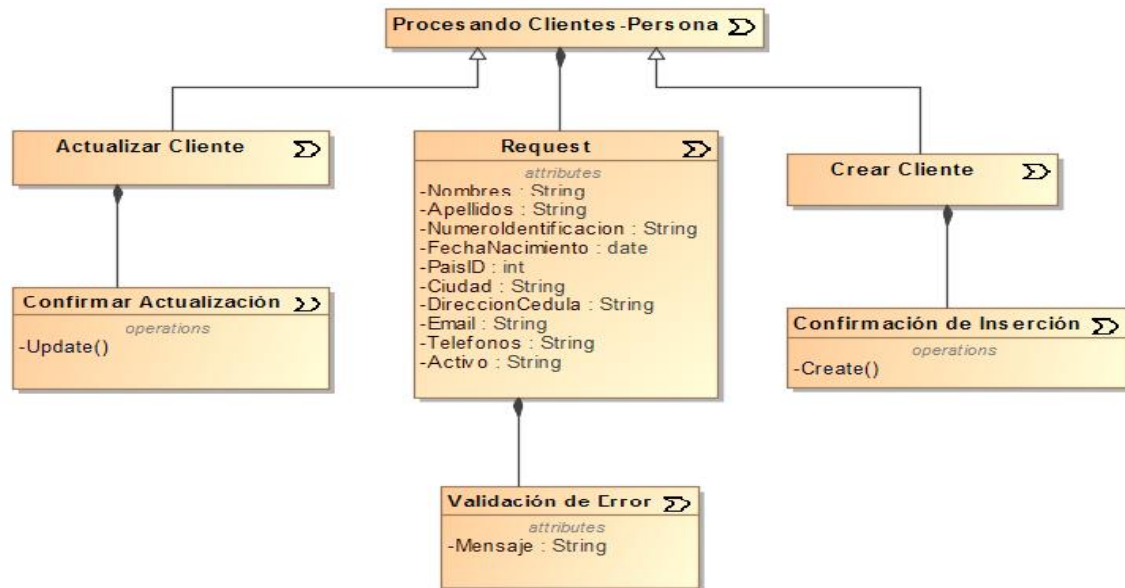 Procesando Clientes-Persona
Actualizar Cliente
Request
attributes
-Nombres : String
-Apellidos : String
-NumeroIdentificacion : String
-FechaNacimiento : date
-PaisID : int
-Ciudad : String
-DireccionCedula : String
-Email : String
-Telefonos : String
-Activo : String
Crear Cliente
Confirmar Actualización
operations
-Update()
Confirmación de Inserción
operations
-Create()
Validación de Error
attributes
-Mensaje : String